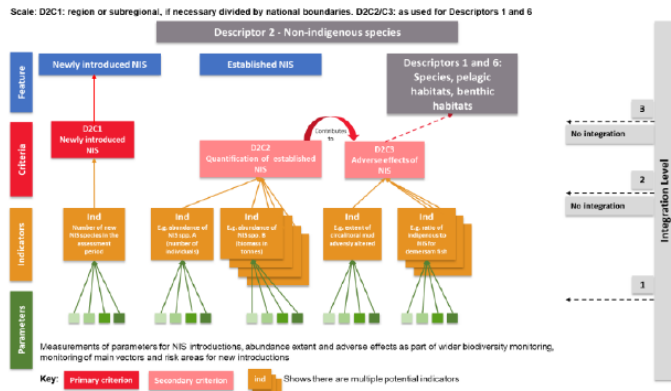 Scale: D2C1: region or subregional, if necessary divided by national boundaries. D2C2/C3: as used for Descriptors 1 and 6
Descriptor 2 - Non-indigenous species
Feature
Newly introduced NIS
Established NIS
Descriptors 1 and 6:
Species, pelagic
habitats, benthic
habitats
Criteria
D2C1
Newly introduced
NIS
D2C2
Quantification of established
NIS
Contributes
to
D2C3
Adverse effects of
NIS
Indicators
Ind
Number of new
NIS species in the
assessment
period
Ind
E.g. abundance of
NIS spp. A
(number of
individuals)
Ind
E.g. abundance of
NIS spp. B
(biomass in
tonnes)
Ind
E.g. extent of
circalittoral mud
adversely altered
Ind
E.g. ratio of
indigenous to
NIS for
demersal fish
Parameters
Integration Level
3
No integration
2
No integration
1
Measurements of parameters for NIS introductions, abundance extent and adverse effects as part of wider biodiversity monitoring,
monitoring of main vectors and risk areas for new introductions
Key:
Primary criterion
Secondary criterion
ind
Shows there are multiple potential indicators